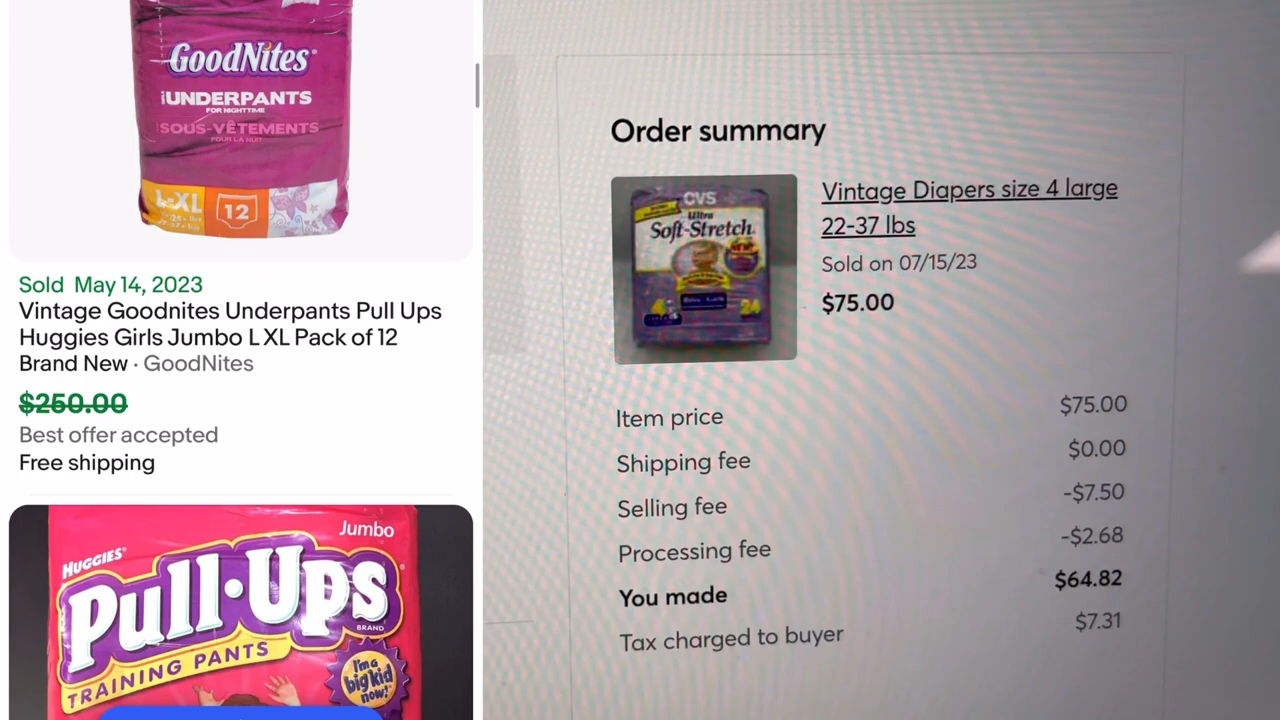 GoodNites®
UNDERPANTS
FOR NIGHTTIME
SOUS-VÊTEMENTS
POUR LA NUIT
L-XL
12
Sold May 14, 2023
Vintage Goodnites Underpants Pull Ups
Huggies Girls Jumbo L XL Pack of 12
Brand New · GoodNites
$250.00
Best offer accepted
Free shipping
Jumbo
HUGGIES®
Pull·Ups®
BRAND
TRAINING PANTS
I'm a
big kid
now!
Order summary
CVS
Ultra
Soft-Stretch
4
24
Vintage Diapers size 4 large
22-37 lbs
Sold on 07/15/23
$75.00
Item price $75.00
Shipping fee $0.00
Selling fee -$7.50
Processing fee -$2.68
You made $64.82
Tax charged to buyer $7.31